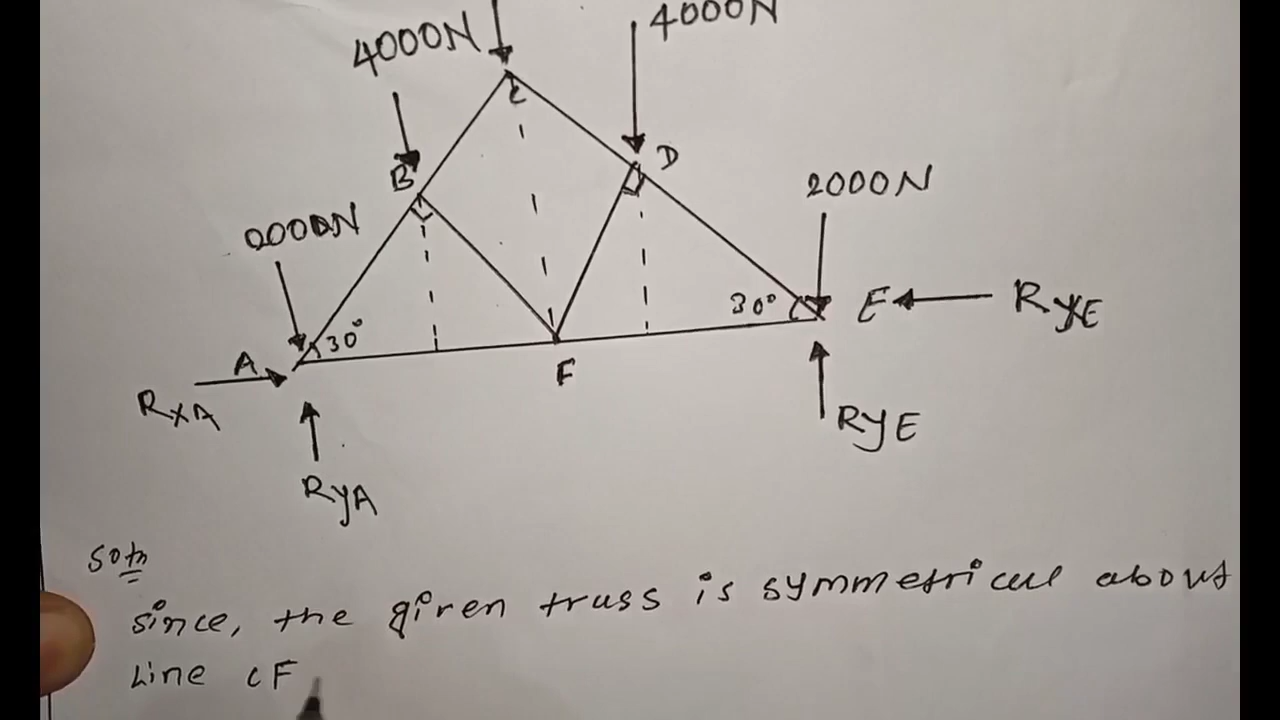 4000N
4000N
C
B
D
2000N
2000N
30°
30°
E
RyxE
A
F
RxA
RyE
RyA
Soln
since, the given truss is symmetrical about
Line CF